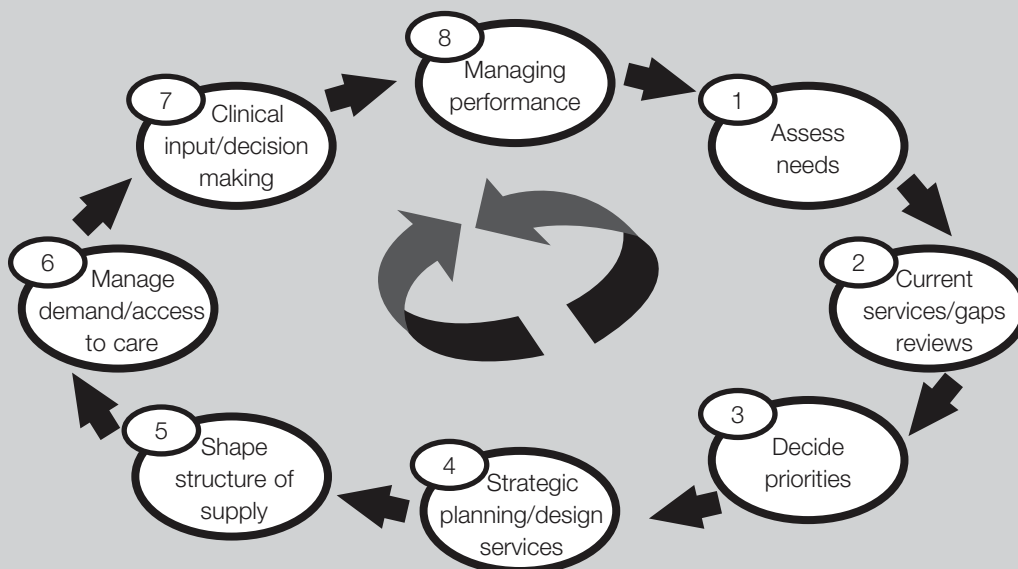 8
Managing
performance
1
Assess
needs
2
Current
services/gaps
reviews
3
Decide
priorities
4
Strategic
planning/design
services
5
Shape
structure of
supply
6
Manage
demand/access
to care
7
Clinical
input/decision
making